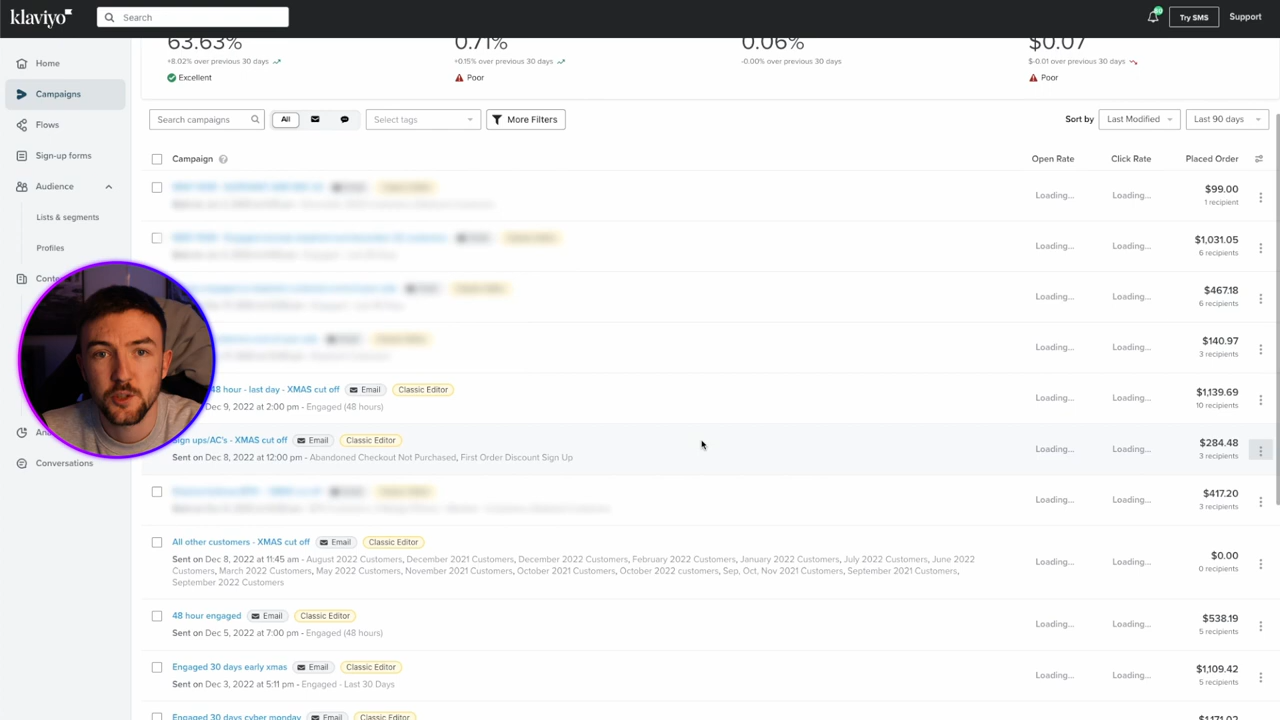 klaviyo
Search
60
Try SMS
Support
Home
Campaigns
Flows
Sign-up forms
Audience
Lists & segments
Profiles
Conversations
63.63%
+8.02% over previous 30 days
Excellent
0.71%
+0.15% over previous 30 days
Poor
0.06%
-0.00% over previous 30 days
$0.07
$-0.01 over previous 30 days
Poor
Search campaigns
All
Select tags
More Filters
Sort by
Last Modified
Last 90 days
Campaign
Open Rate
Click Rate
Placed Order
Loading...
Loading...
$99.00
1 recipient
Loading...
Loading...
$1,031.05
6 recipients
Loading...
Loading...
$467.18
6 recipients
Loading...
Loading...
$140.97
3 recipients
48 hour - last day - XMAS cut off Email Classic Editor
Dec 9, 2022 at 2:00 pm - Engaged (48 hours)
Loading...
Loading...
$1,139.69
10 recipients
Sign ups/AC's - XMAS cut off Email Classic Editor
Sent on Dec 8, 2022 at 12:00 pm - Abandoned Checkout Not Purchased, First Order Discount Sign Up
Loading...
Loading...
$284.48
3 recipients
Loading...
Loading...
$417.20
3 recipients
All other customers - XMAS cut off Email Classic Editor
Sent on Dec 8, 2022 at 11:45 am - August 2022 Customers, December 2021 Customers, December 2022 Customers, February 2022 Customers, January 2022 Customers, July 2022 Customers, June 2022
Customers, March 2022 Customers, May 2022 Customers, November 2021 Customers, October 2021 Customers, October 2022 customers, Sep, Oct, Nov 2021 Customers, September 2021 Customers,
September 2022 Customers
Loading...
Loading...
$0.00
0 recipients
48 hour engaged Email Classic Editor
Sent on Dec 5, 2022 at 7:00 pm - Engaged (48 hours)
Loading...
Loading...
$538.19
5 recipients
Engaged 30 days early xmas Email Classic Editor
Sent on Dec 3, 2022 at 5:11 pm - Engaged - Last 30 Days
Loading...
Loading...
$1,109.42
5 recipients
Engaged 30 days cyber monday Email Classic Editor